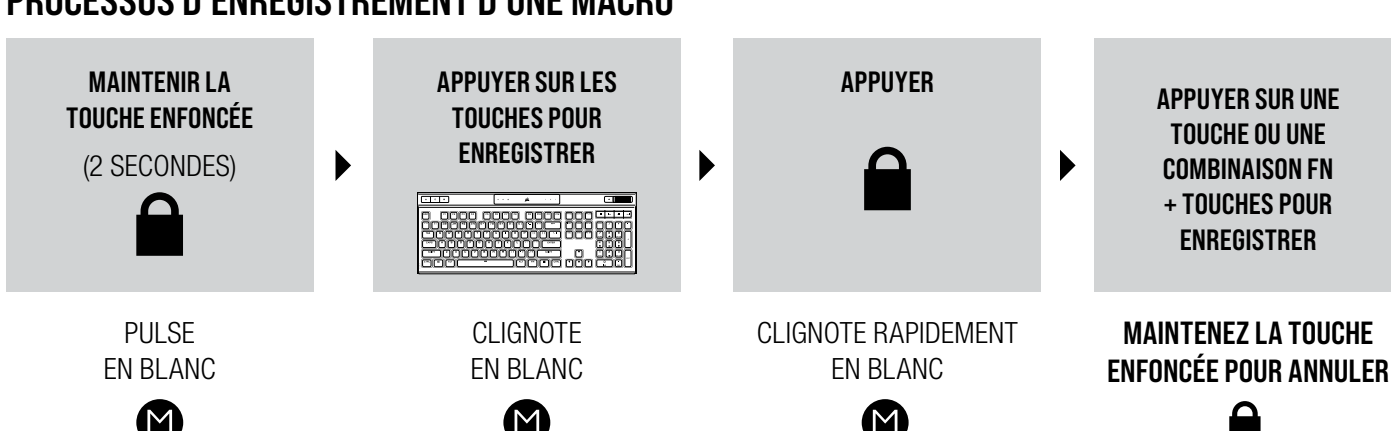 PROCESSUS D'ENREGISTREMENT D'UNE MACRO
MAINTENIR LA
TOUCHE ENFONCÉE
(2 SECONDES)
APPUYER SUR LES
TOUCHES POUR
ENREGISTRER
APPUYER
APPUYER SUR UNE
TOUCHE OU UNE
COMBINAISON FN
+ TOUCHES POUR
ENREGISTRER
PULSE
EN BLANC
M
CLIGNOTE
EN BLANC
M
CLIGNOTE RAPIDEMENT
EN BLANC
M
MAINTENEZ LA TOUCHE
ENFONCÉE POUR ANNULER